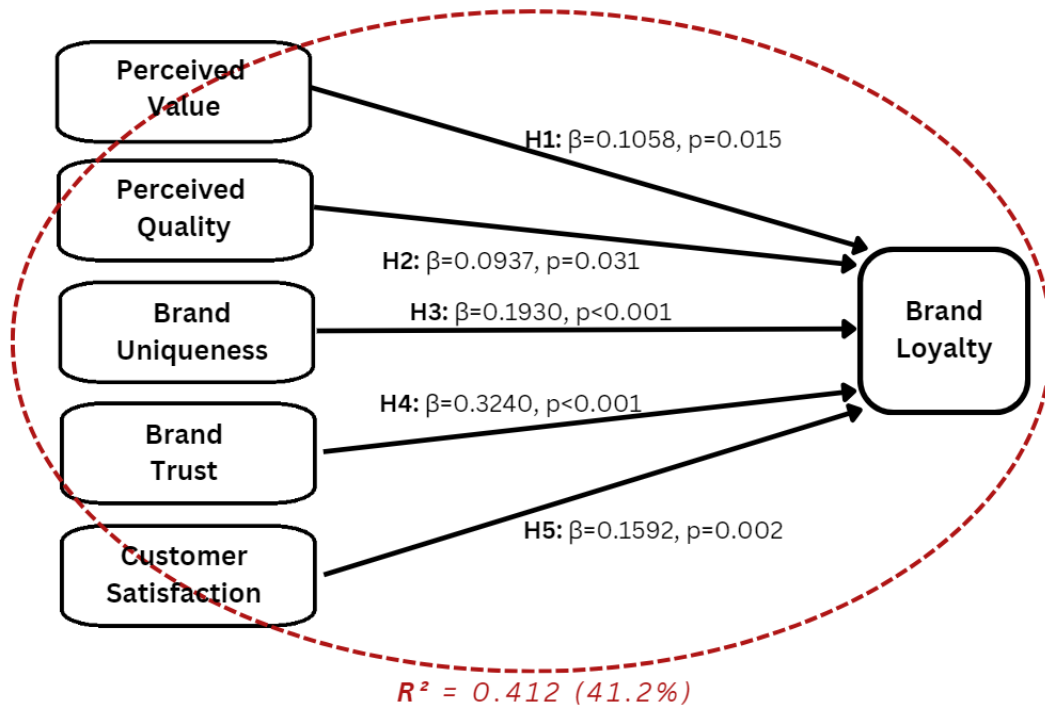 Perceived
Value
H1: β=0.1058, p=0.015
Perceived
Quality
H2: β=0.0937, p=0.031
Brand
Uniqueness
H3: β=0.1930, p<0.001
Brand
Loyalty
H4: β=0.3240, p<0.001
Brand
Trust
H5: β=0.1592, p=0.002
Customer
Satisfaction
R² = 0.412 (41.2%)